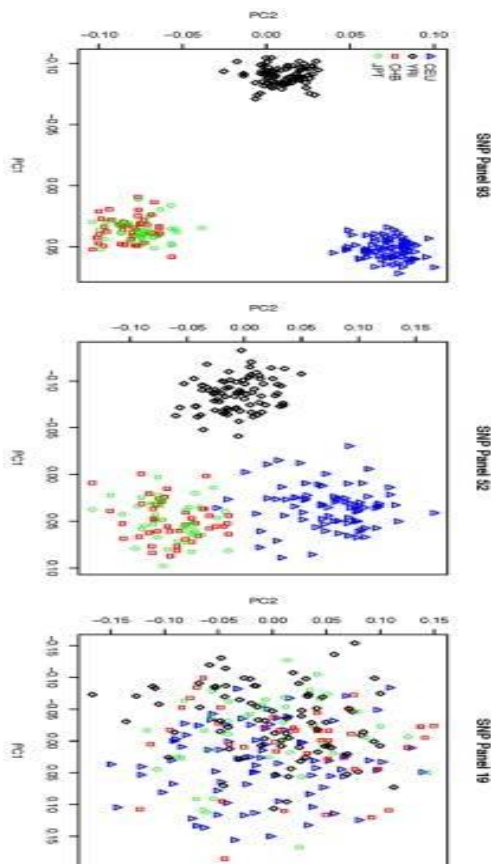 SNP Panel 93
PC2
-0.10 -0.05 0.00 0.05 0.10
CEU
YRI
CHB
JPT
-0.10 -0.05 0.00 0.05
PC1
SNP Panel 52
PC2
-0.10 -0.05 0.00 0.05 0.10 0.15
-0.10 -0.05 0.00 0.05 0.10
PC1
SNP Panel 19
PC2
-0.15 -0.10 -0.05 0.00 0.05 0.10 0.15
-0.15 -0.10 -0.05 0.00 0.05 0.10 0.15
PC1